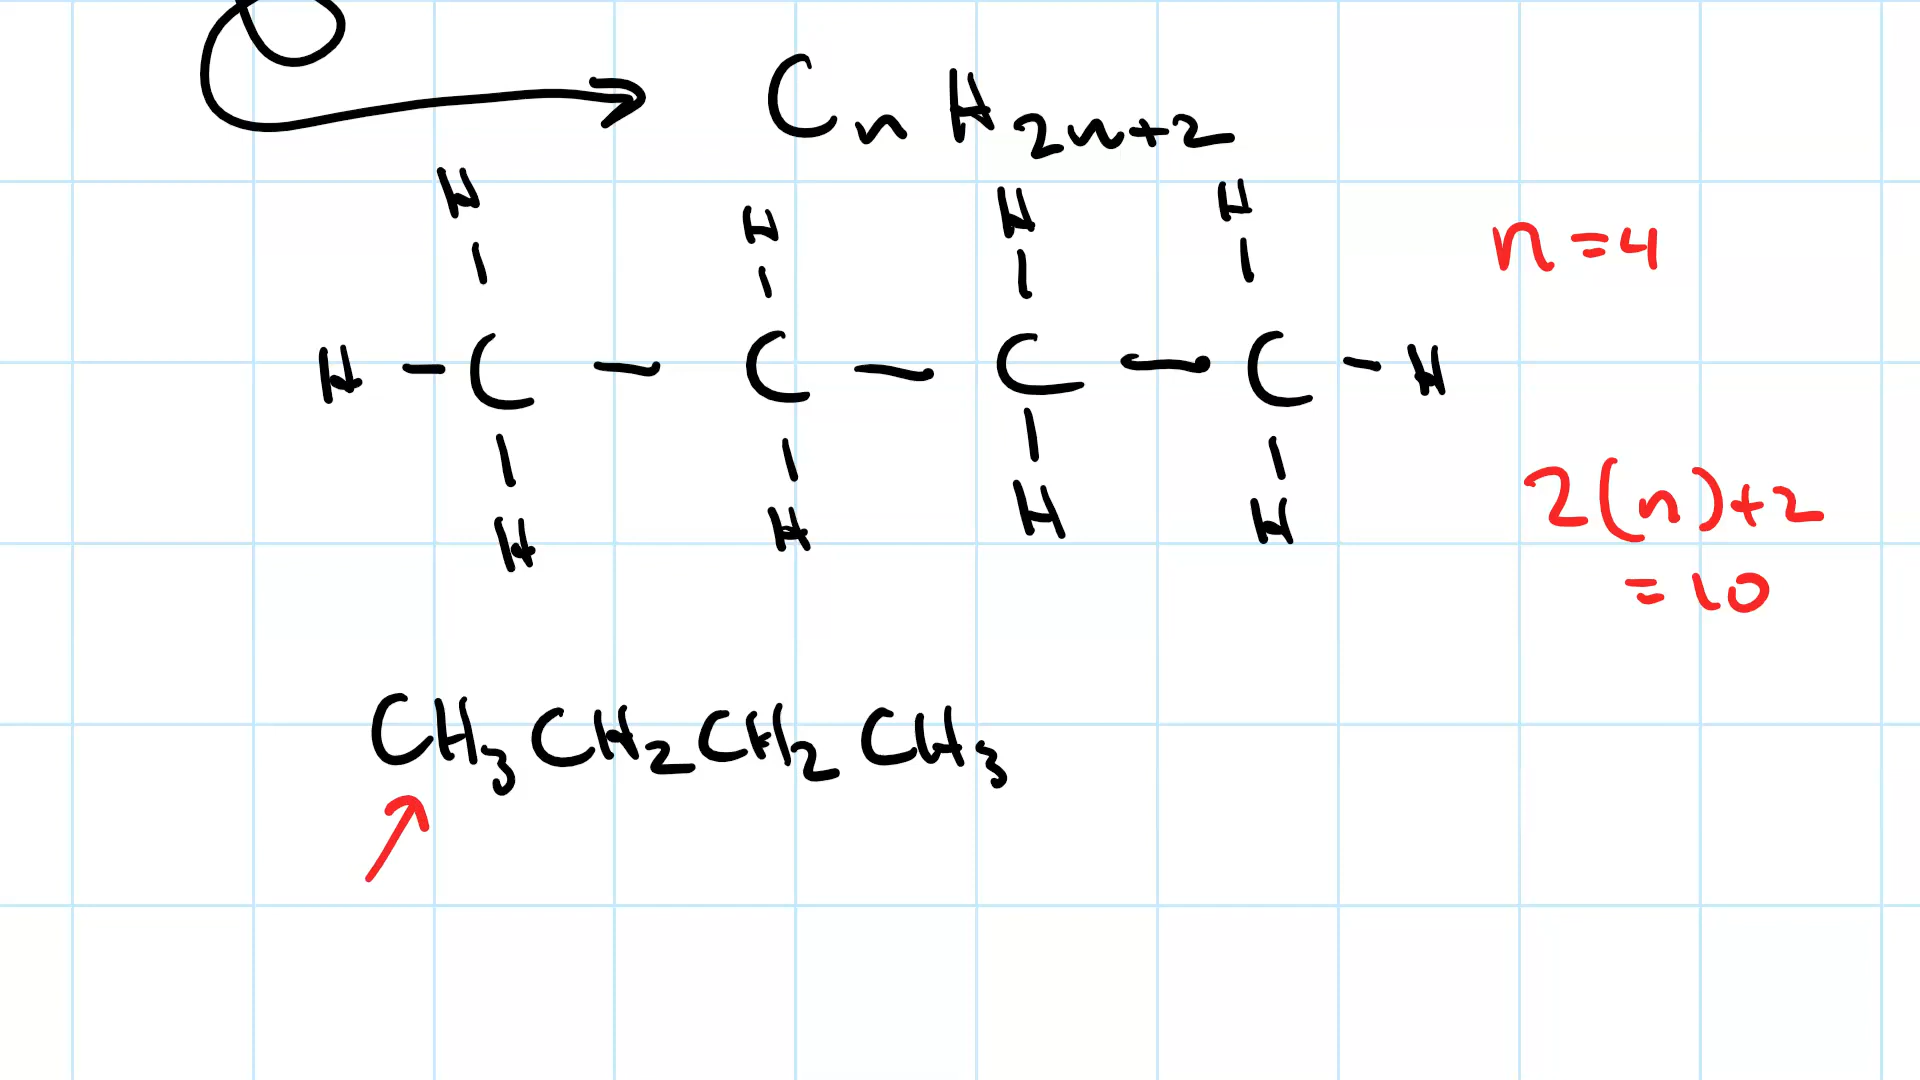 CₙH₂ₙ₊₂
H H H H
n = 4
H - C - C - C - C - H
H H H H
2(n)+2
= 10
CH₃CH₂CH₂CH₃